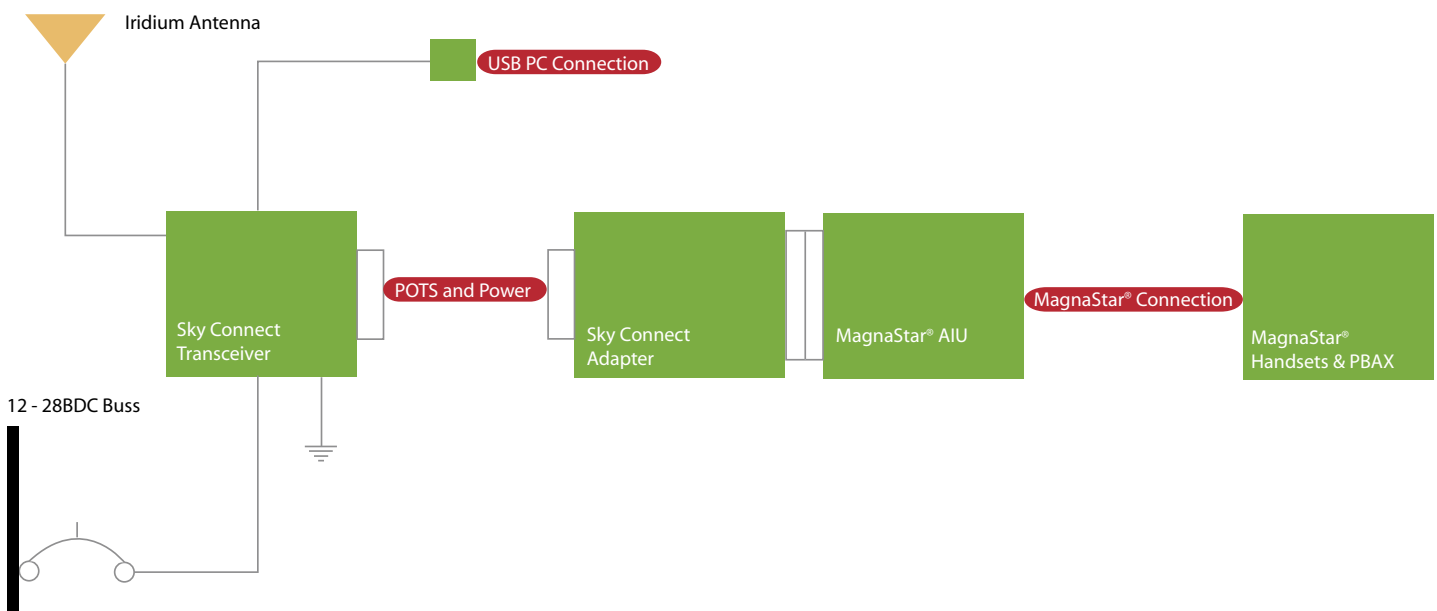 Iridium Antenna
USB PC Connection
POTS and Power
Sky Connect
Transceiver
Sky Connect
Adapter
MagnaStar® AIU
MagnaStar® Connection
MagnaStar®
Handsets & PBAX
12 - 28BDC Buss